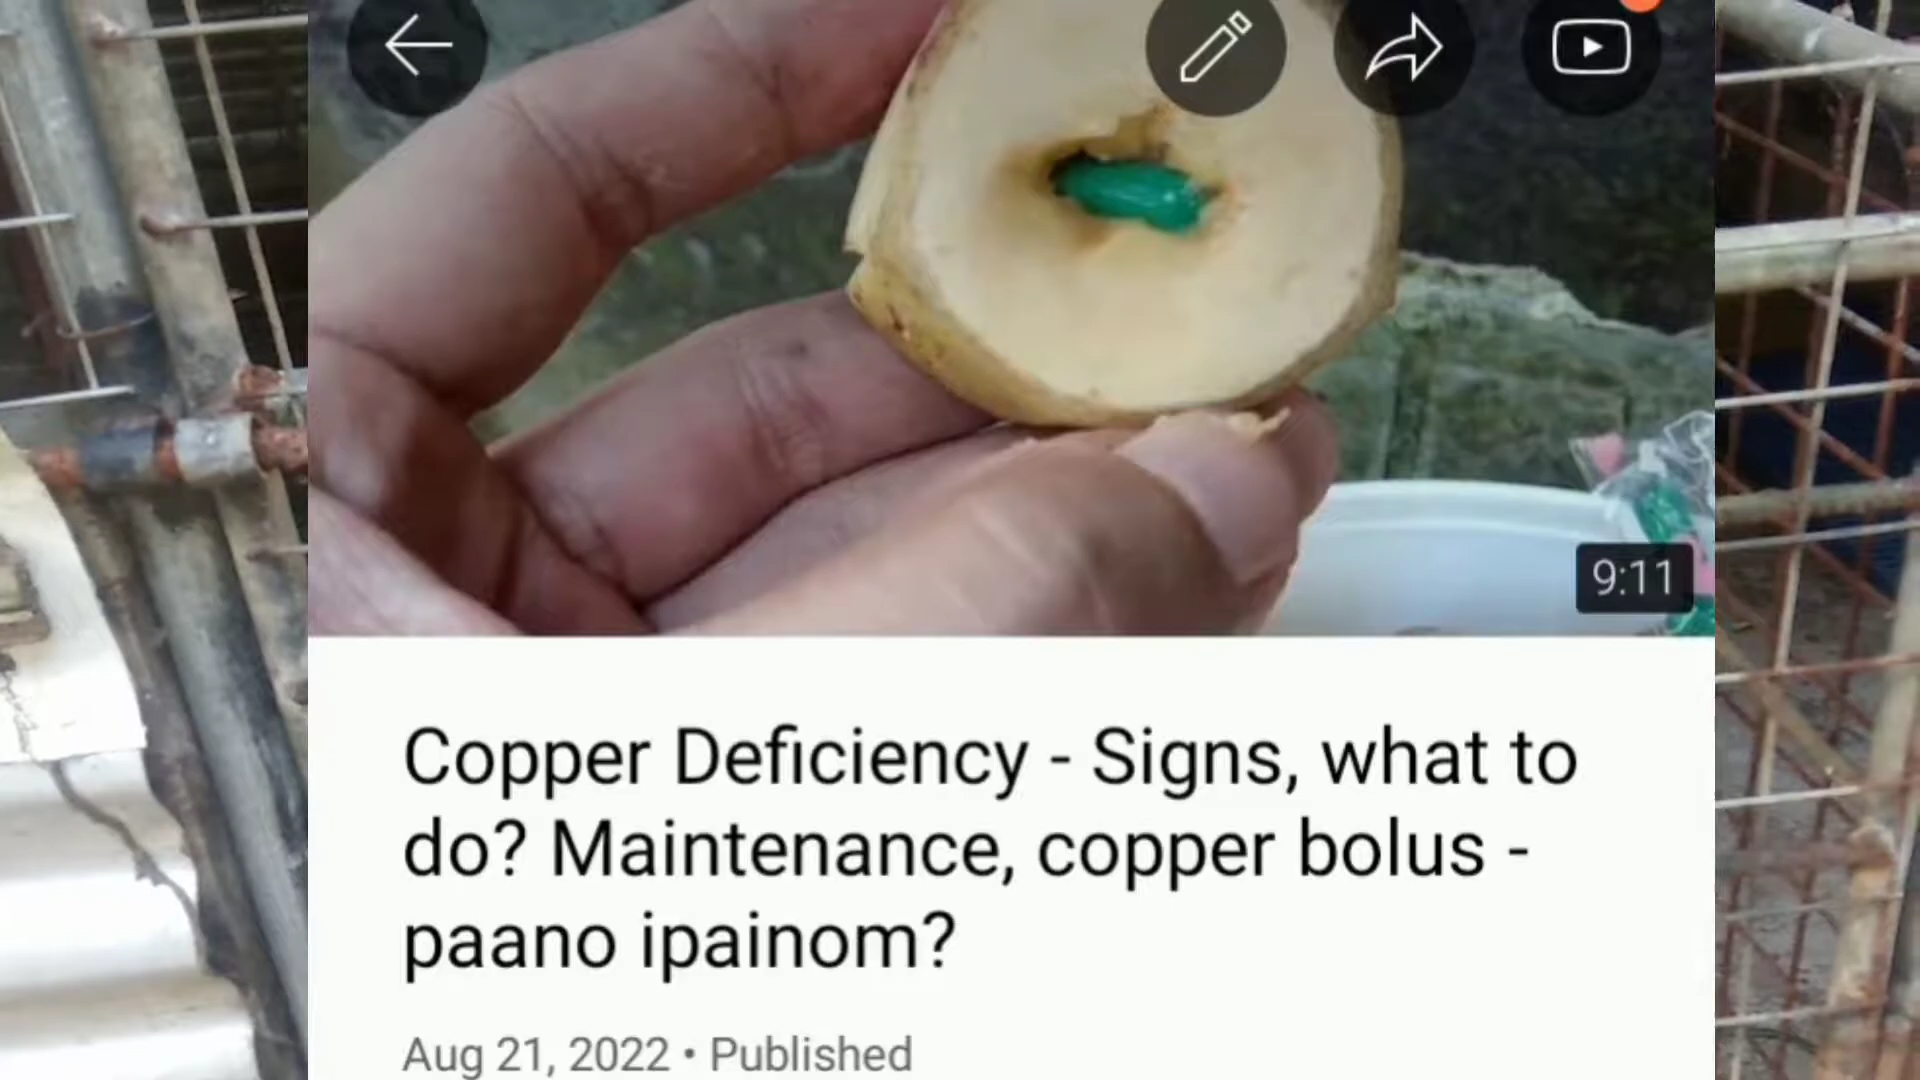 9:11
Copper Deficiency - Signs, what to
do? Maintenance, copper bolus -
paano ipainom?
Aug 21, 2022 • Published